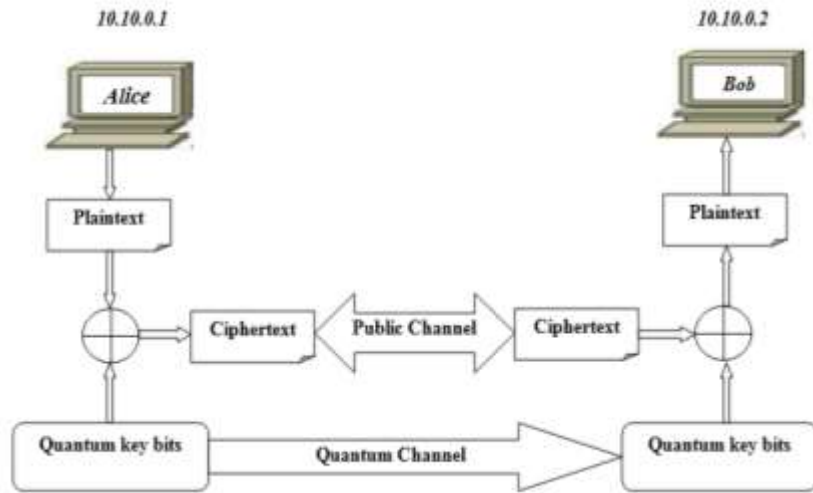 10.10.0.1
10.10.0.2
Alice
Bob
Plaintext
Plaintext
Ciphertext
Public Channel
Ciphertext
Quantum key bits
Quantum Channel
Quantum key bits